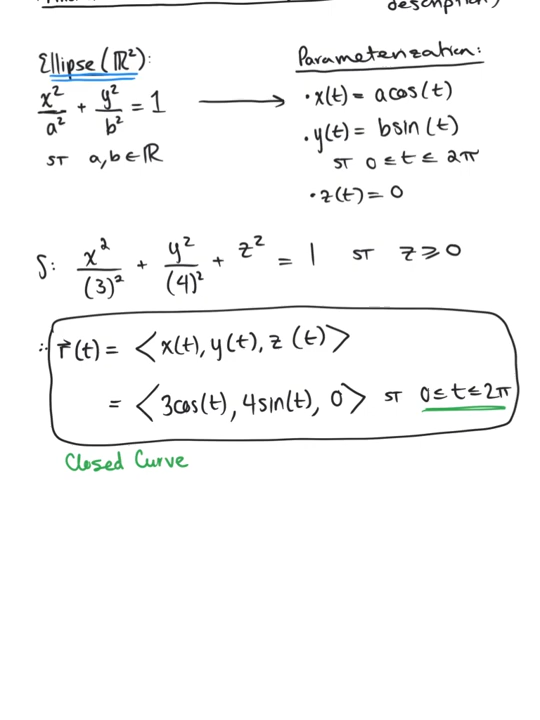 description)
Ellipse (ℝ²):
x²/a² + y²/b² = 1
ST a,b∈ℝ
Parameterization:
• x(t) = acos(t)
• y(t) = bsin(t)
ST 0≤t≤2π
• z(t) = 0
S: x²/(3)² + y²/(4)² + z² = 1 ST z≥0
∴ r⃗(t) = <x(t), y(t), z(t)>
= <3cos(t), 4sin(t), 0> ST 0≤t≤2π
Closed Curve